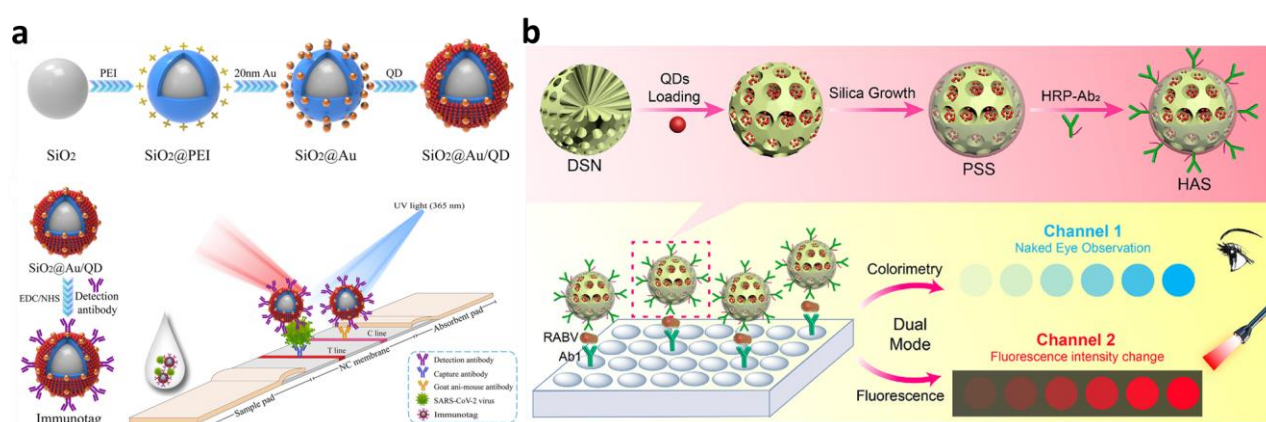 a
PEI
20nm Au
QD
SiO2
SiO2@PEI
SiO2@Au
SiO2@Au/QD
SiO2@Au/QD
EDC/NHS
Detection
antibody
Immunotag
UV light (365 nm)
C line
T line
Absorbent pad
NC membrane
Sample pad
Detection antibody
Capture antibody
Goat ani-mouse antibody
SARS-CoV-2 virus
Immunotag
b
QDs
Loading
Silica Growth
HRP-Ab2
DSN
PSS
HAS
RABV
Ab1
Colorimetry
Dual
Mode
Fluorescence
Channel 1
Naked Eye Observation
Channel 2
Fluorescence intensity change